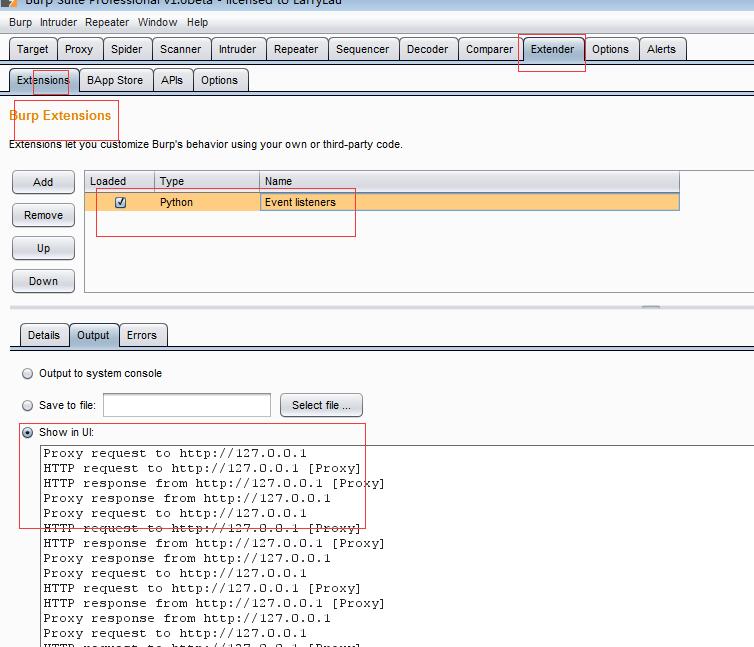 Burp Suite Professional v1.6beta - licensed to LarryLau
Burp Intruder Repeater Window Help
Target Proxy Spider Scanner Intruder Repeater Sequencer Decoder Comparer Extender Options Alerts
Extensions BApp Store APIs Options
Burp Extensions
Extensions let you customize Burp's behavior using your own or third-party code.
Add Loaded Type Name
Python Event listeners
Remove
Up
Down
Details Output Errors
Output to system console
Save to file: Select file ...
Show in UI:
Proxy request to http://127.0.0.1
HTTP request to http://127.0.0.1 [Proxy]
HTTP response from http://127.0.0.1 [Proxy]
Proxy response from http://127.0.0.1
Proxy request to http://127.0.0.1
HTTP request to http://127.0.0.1 [Proxy]
HTTP response from http://127.0.0.1 [Proxy]
Proxy response from http://127.0.0.1
Proxy request to http://127.0.0.1
HTTP request to http://127.0.0.1 [Proxy]
HTTP response from http://127.0.0.1 [Proxy]
Proxy response from http://127.0.0.1
Proxy request to http://127.0.0.1
HTTP request to http://127.0.0.1 [Proxy]